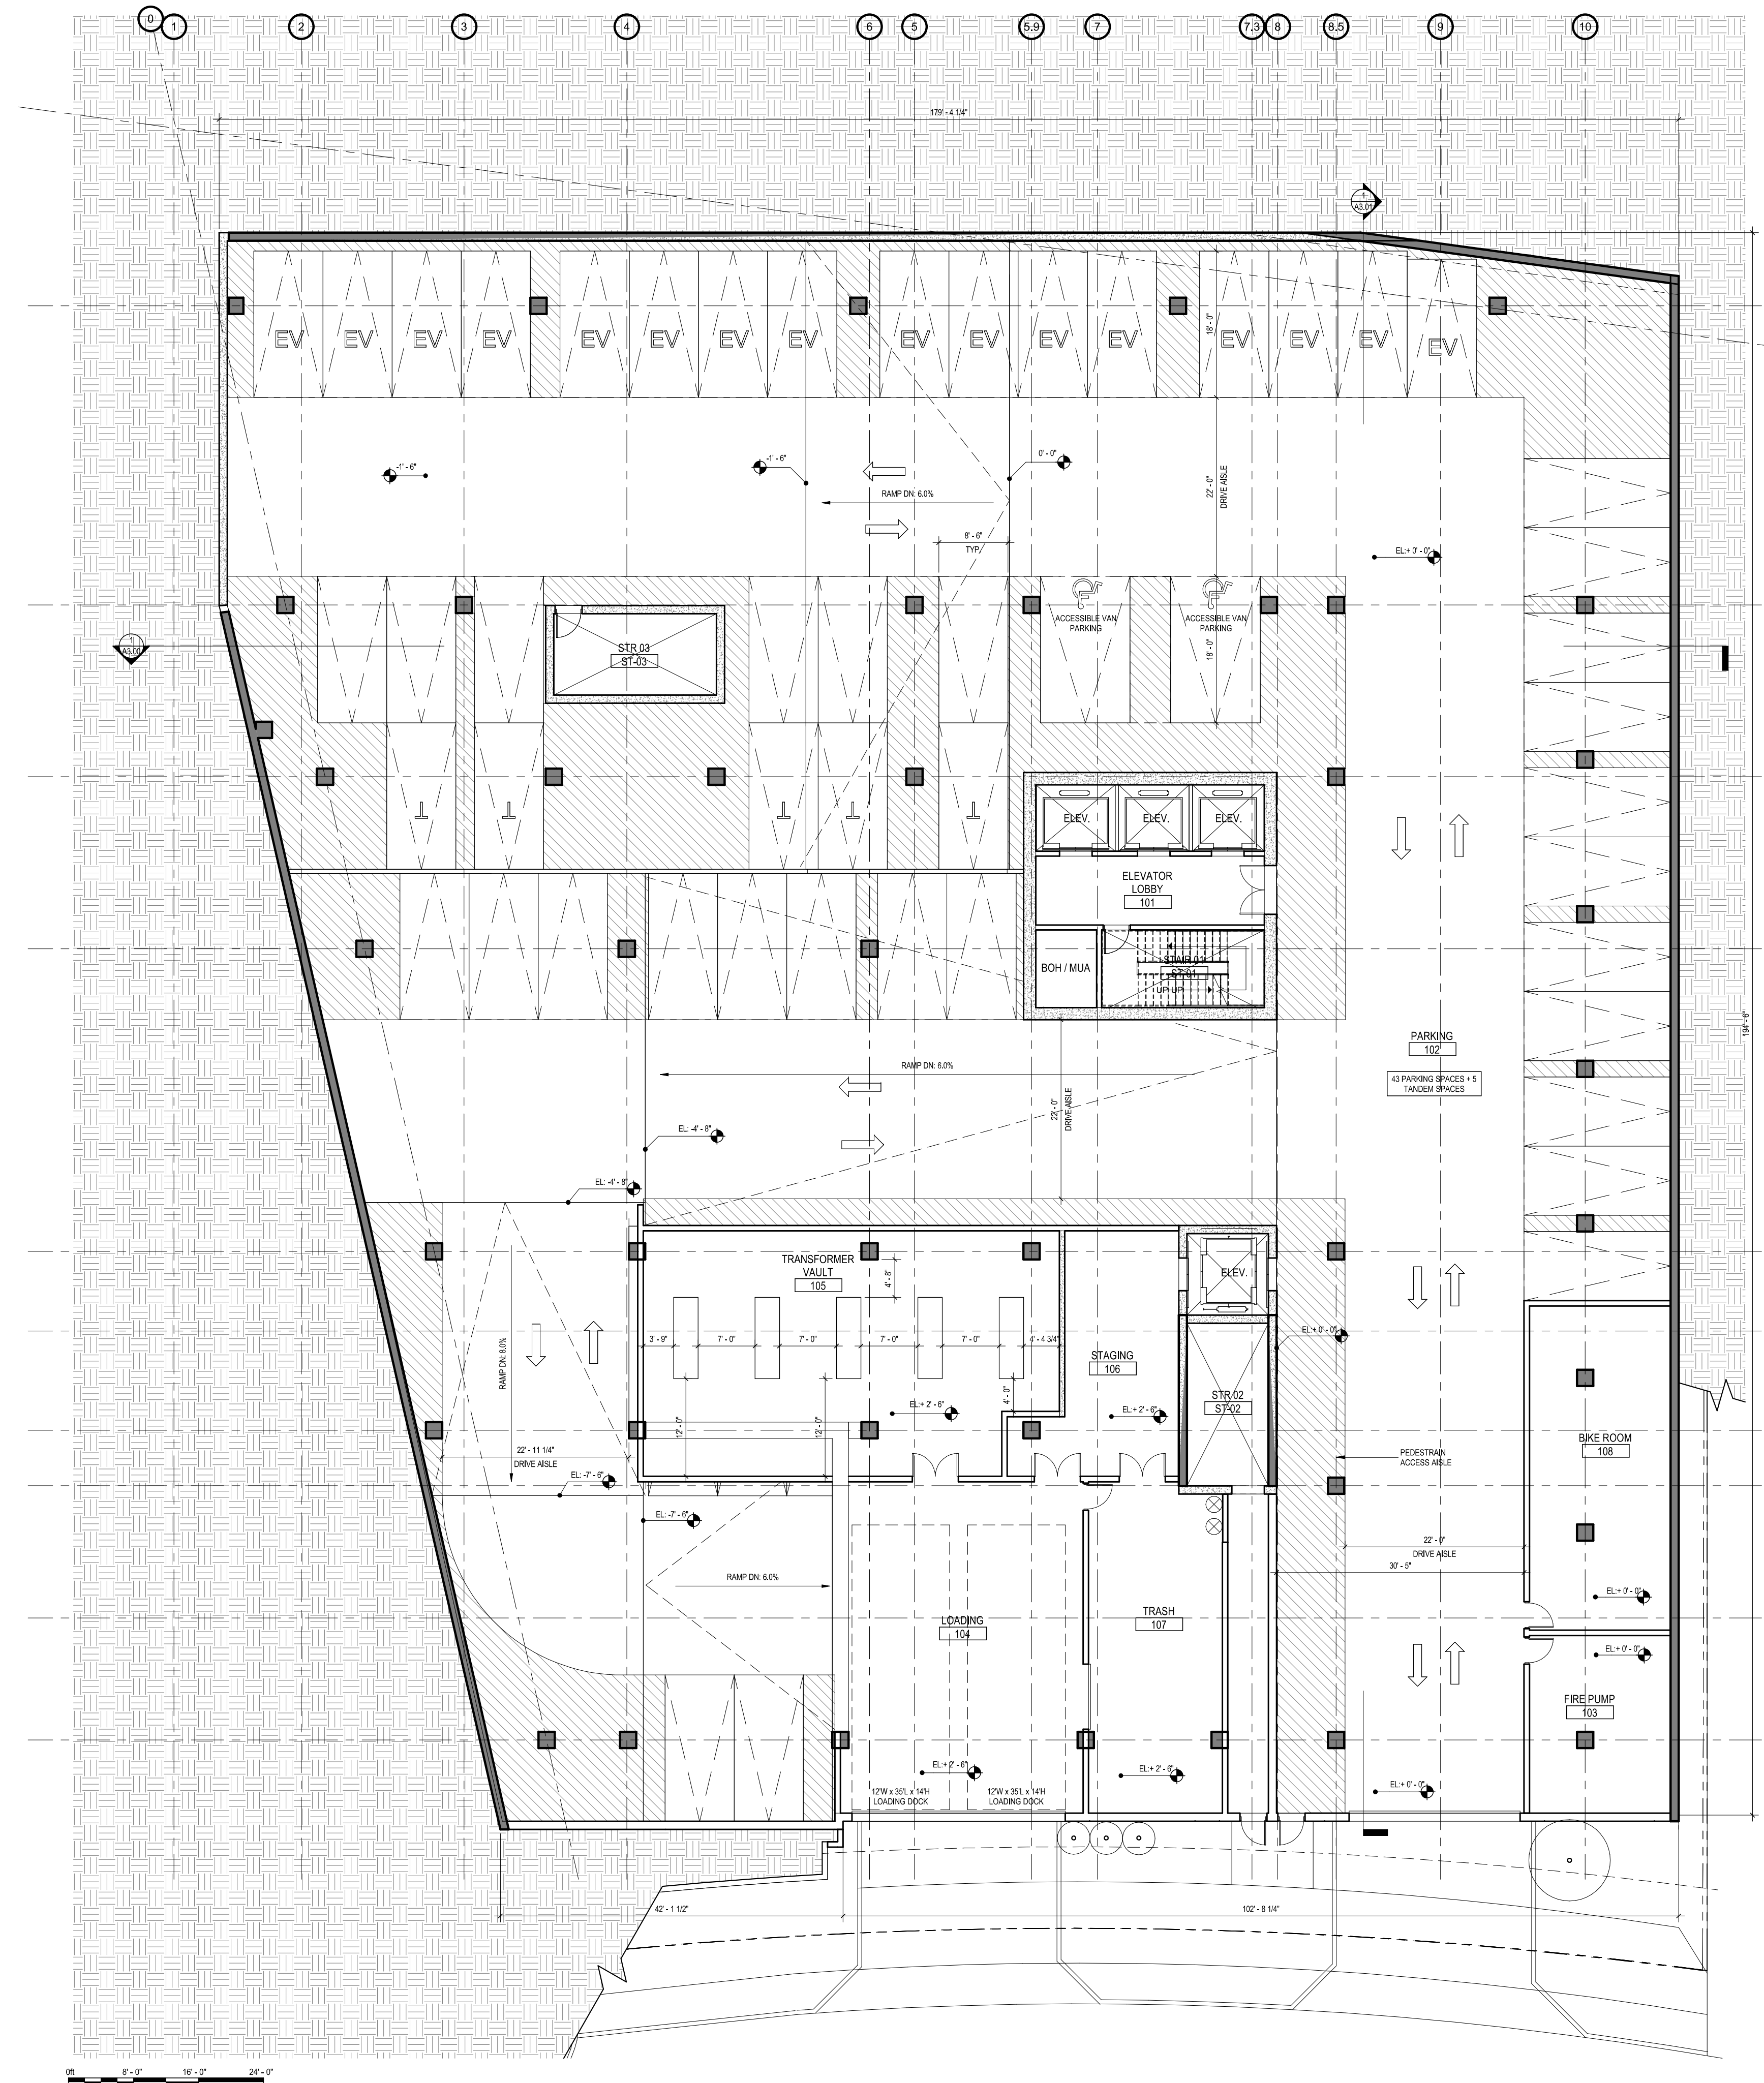 0 1 2 3 4 6 5 5.9 7 7.3 8 8.5 9 10
179' - 4 1/4"
1
A3.01
EV EV EV EV EV EV EV EV EV EV EV EV EV EV EV EV
18'- 0"
-1' - 6"
-1' - 6"
0' - 0"
RAMP DN: 6.0%
22' - 0"
DRIVE AISLE
8' - 6"
TYP.
EL:+ 0' - 0"
ACCESSIBLE VAN
PARKING
ACCESSIBLE VAN
PARKING
18' - 0"
1
A3.00
STR 03
ST-03
T T T T T
ELEV. ELEV. ELEV.
ELEVATOR
LOBBY
101
BOH / MUA
STAIR 01
ST-01
UP UP
PARKING
102
43 PARKING SPACES + 5
TANDEM SPACES
194' - 6"
RAMP DN: 6.0%
22' - 0"
DRIVE AISLE
EL: -4' - 8"
EL: -4' - 8"
TRANSFORMER
VAULT
105
4' - 8"
ELEV.
RAMP DN: 8.0%
3' - 9" 7' - 0" 7' - 0" 7' - 0" 4' - 4 3/4"
EL:+ 0' - 0"
STAGING
106
STR 02
ST-02
4' - 0"
EL:+ 2' - 6"
EL:+ 2' - 6"
12' - 0"
12' - 0"
BIKE ROOM
108
22' - 11 1/4"
DRIVE AISLE
PEDESTRAIN
ACCESS AISLE
EL: -7' - 6"
EL: -7' - 6"
22' - 0"
DRIVE AISLE
30' - 5"
RAMP DN: 6.0%
EL:+ 0' - 0"
LOADING
104
TRASH
107
EL:+ 0' - 0"
FIRE PUMP
103
EL:+ 2' - 6"
EL:+ 2' - 6"
EL:+ 0' - 0"
12'W x 35'L x 14'H
LOADING DOCK
12'W x 35'L x 14'H
LOADING DOCK
42' - 1 1/2"
102' - 8 1/4"
0ft 8' - 0" 16' - 0" 24' - 0"